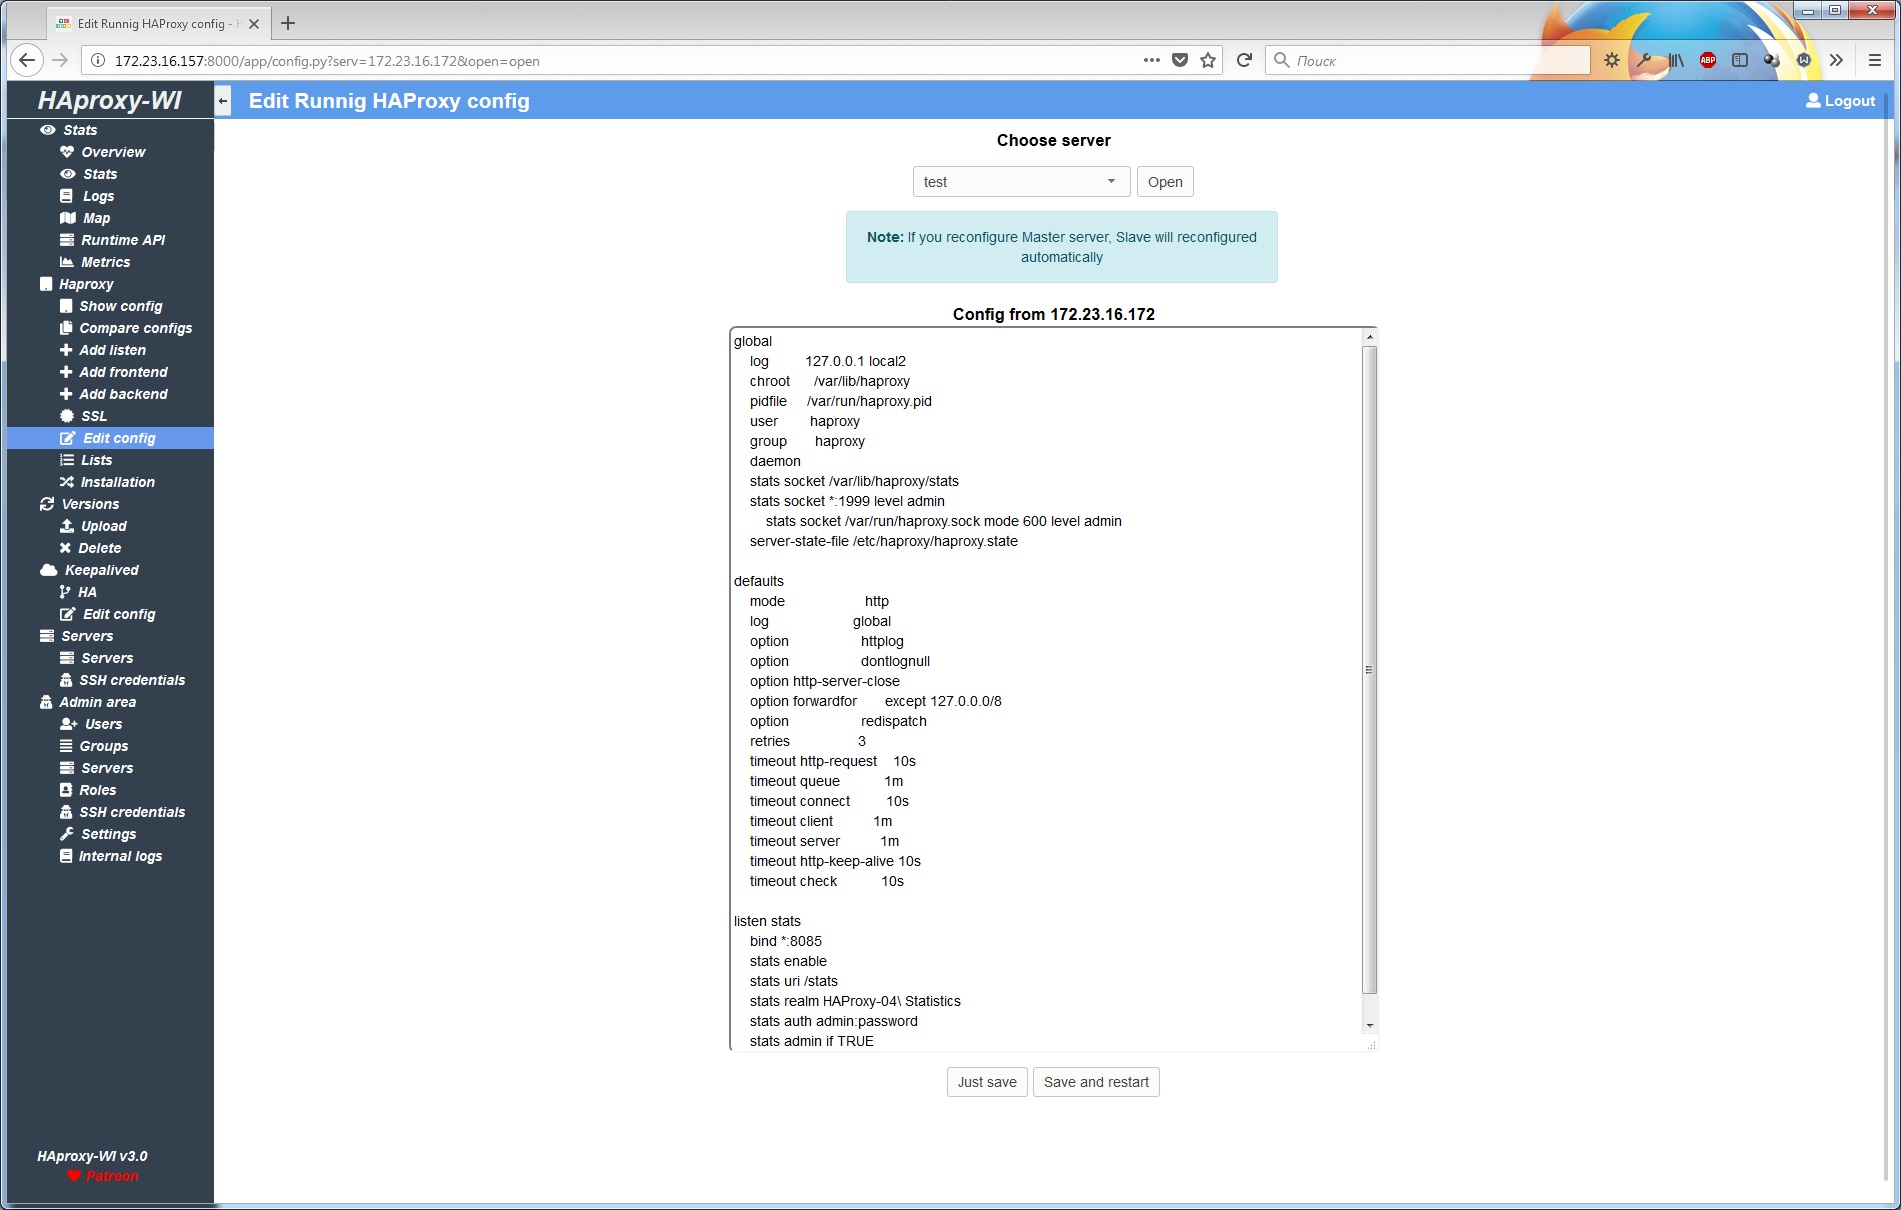 Edit Runnig HAProxy config - H
172.23.16.157:8000/app/config.py?serv=172.23.16.172&open=open
Поиск
ABP
HAproxy-WI
Edit Runnig HAProxy config
Logout
Stats
Overview
Stats
Logs
Map
Runtime API
Metrics
Haproxy
Show config
Compare configs
Add listen
Add frontend
Add backend
SSL
Edit config
Lists
Installation
Versions
Upload
Delete
Keepalived
HA
Edit config
Servers
Servers
SSH credentials
Admin area
Users
Groups
Servers
Roles
SSH credentials
Settings
Internal logs
HAproxy-WI v3.0
Patreon
Choose server
test
Open
Note: If you reconfigure Master server, Slave will reconfigured
automatically
Config from 172.23.16.172
global
log 127.0.0.1 local2
chroot /var/lib/haproxy
pidfile /var/run/haproxy.pid
user haproxy
group haproxy
daemon
stats socket /var/lib/haproxy/stats
stats socket *:1999 level admin
stats socket /var/run/haproxy.sock mode 600 level admin
server-state-file /etc/haproxy/haproxy.state
defaults
mode http
log global
option httplog
option dontlognull
option http-server-close
option forwardfor except 127.0.0.0/8
option redispatch
retries 3
timeout http-request 10s
timeout queue 1m
timeout connect 10s
timeout client 1m
timeout server 1m
timeout http-keep-alive 10s
timeout check 10s
listen stats
bind *:8085
stats enable
stats uri /stats
stats realm HAProxy-04\ Statistics
stats auth admin:password
stats admin if TRUE
Just save
Save and restart